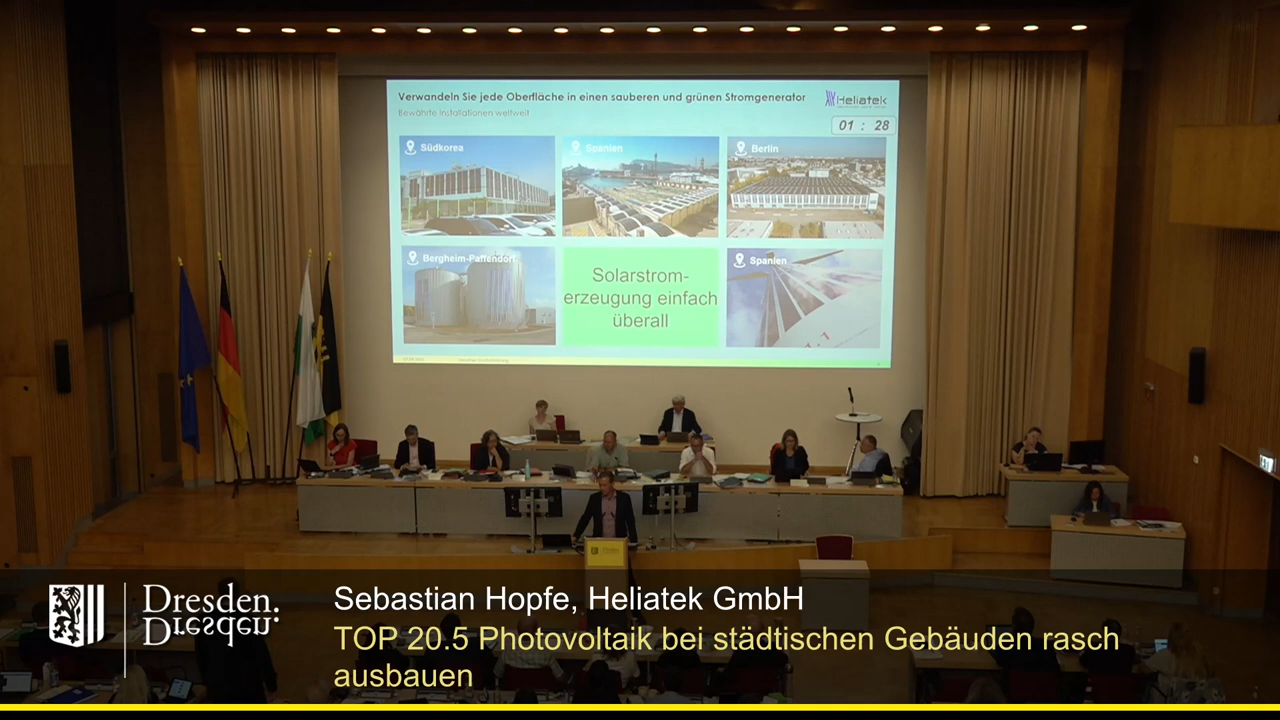 Verwandeln Sie jede Oberfläche in einen sauberen und grünen Stromgenerator
Heliatek
Bewährte Installationen weltweit
01 : 28
Südkorea
Spanien
Berlin
Bergheim-Paffendorf
Solarstrom-
erzeugung einfach
überall
Spanien
Dresden.
Dresden.
Sebastian Hopfe, Heliatek GmbH
TOP 20.5 Photovoltaik bei städtischen Gebäuden rasch
ausbauen